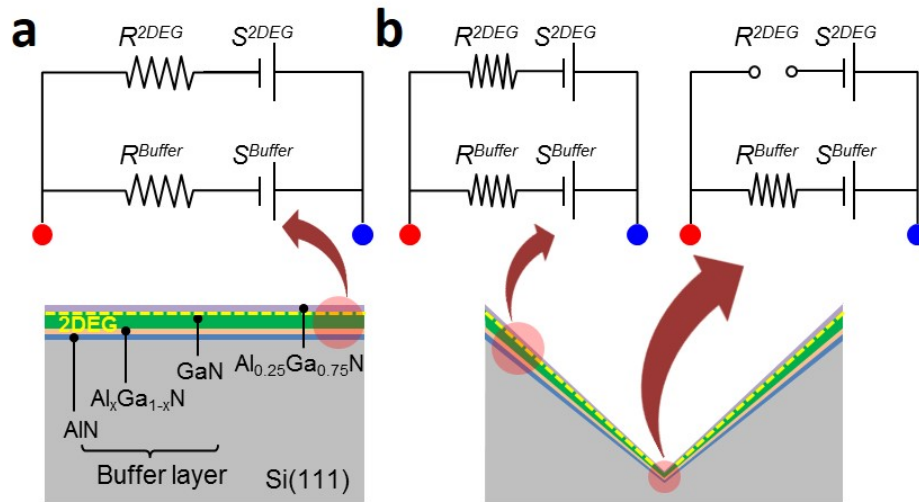 a
b
R2DEG S2DEG
RBuffer SBuffer
R2DEG S2DEG
RBuffer SBuffer
R2DEG S2DEG
RBuffer SBuffer
2DEG
GaN
Al0.25Ga0.75N
AlxGa1-xN
AlN
Buffer layer
Si(111)